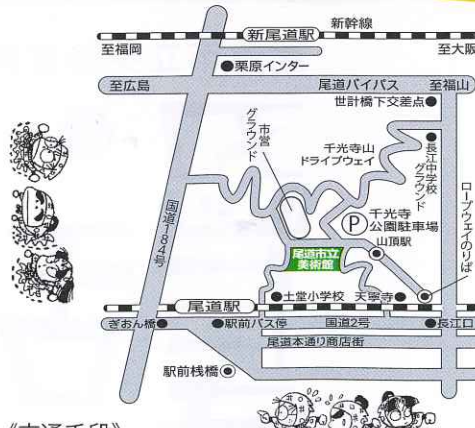 新幹線
新尾道駅
至福岡
至大阪
栗原インター
至広島
尾道バイパス
至福山
世計橋下交差点
市営
グラウンド
千光寺山
ドライブウェイ
長江中学校
グラウンド
ロープウェイのりば
国道184号
P
千光寺
公園駐車場
山頂駅
尾道市立
美術館
土堂小学校
天寧寺
尾道駅
ぎおん橋
駅前バス停
国道2号
長江口
尾道本通り商店街
駅前桟橋